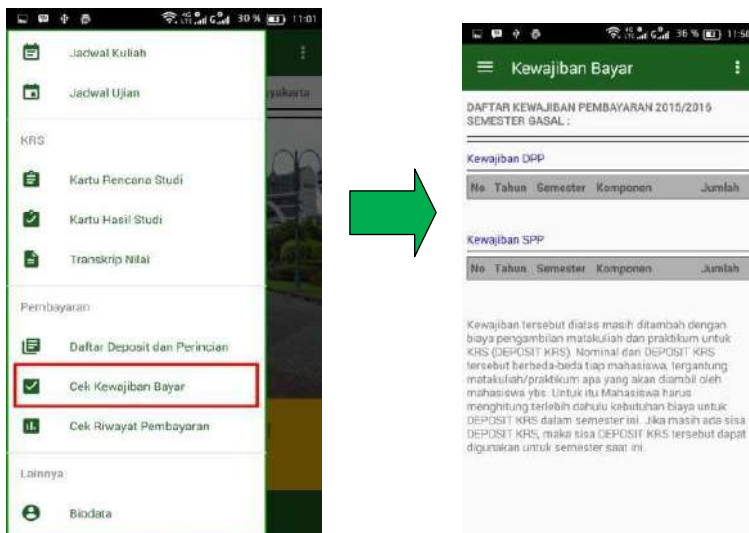 30 % 11:01
Jadwal Kuliah
Jadwal Ujian
yakarta
KRS
Kartu Rencana Studi
Kartu Hasil Studi
Transkrip Nilai
Pembayaran
Daftar Deposit dan Perincian
Cek Kewajiban Bayar
Cek Riwayat Pembayaran
Lainnya
Biodata
36 % 11:50
Kewajiban Bayar
DAFTAR KEWAJIBAN PEMBAYARAN 2015/2016
SEMESTER GASAL :
Kewajiban DPP
No Tahun Semester Komponen Jumlah
Kewajiban SPP
No Tahun Semester Komponen Jumlah
Kewajiban tersebut diatas masih ditambah dengan
biaya pengambilan matakuliah dan praktikum untuk
KRS (DEPOSIT KRS). Nominal dari DEPOSIT KRS
tersebut berbeda-beda tiap mahasiswa, tergantung
matakuliah/praktikum apa yang akan diambil oleh
mahasiswa ybs. Untuk itu Mahasiswa harus
menghitung terlebih dahulu kebutuhan biaya untuk
DEPOSIT KRS dalam semester ini. Jika masih ada sisa
DEPOSIT KRS, maka sisa DEPOSIT KRS tersebut dapat
digunakan untuk semester saat ini.